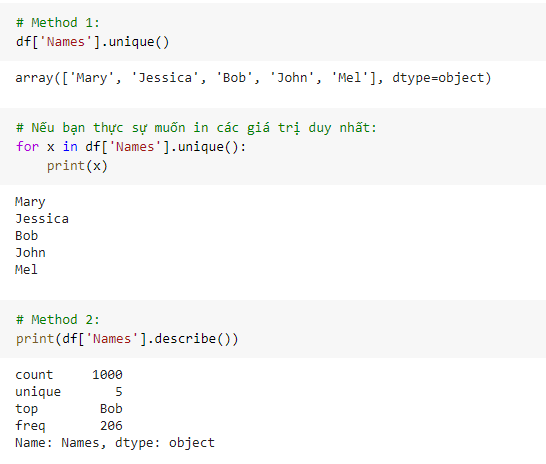 # Method 1:
df['Names'].unique()
array(['Mary', 'Jessica', 'Bob', 'John', 'Mel'], dtype=object)
# Nếu bạn thực sự muốn in các giá trị duy nhất:
for x in df['Names'].unique():
    print(x)
Mary
Jessica
Bob
John
Mel
# Method 2:
print(df['Names'].describe())
count     1000
unique       5
top        Bob
freq       206
Name: Names, dtype: object